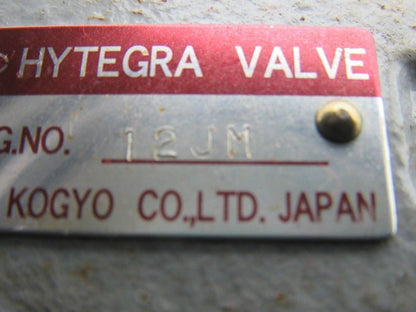 HYTEGRA VALVE
G.NO. 12JM
KOGYO CO.,LTD. JAPAN